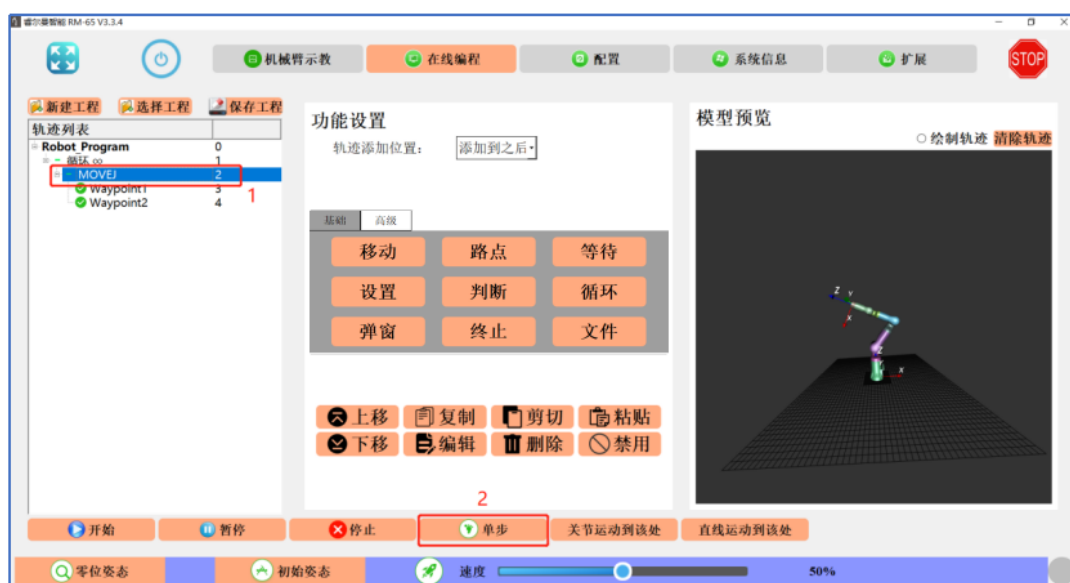 睿尔曼智能 RM-65 V3.3.4
机械臂示教 在线编程 配置 系统信息 扩展 STOP
新建工程 选择工程 保存工程
轨迹列表
Robot_Program 0
循环 ∞ 1
MOVEJ 2
Waypoint1 3
Waypoint2 4
1
功能设置
轨迹添加位置： 添加到之后
基础 高级
移动 路点 等待
设置 判断 循环
弹窗 终止 文件
上移 复制 剪切 粘贴
下移 编辑 删除 禁用
2
模型预览
绘制轨迹 清除轨迹
Z Y
X
Z
X
开始 暂停 停止 单步 关节运动到该处 直线运动到该处
零位姿态 初始姿态 速度 50%